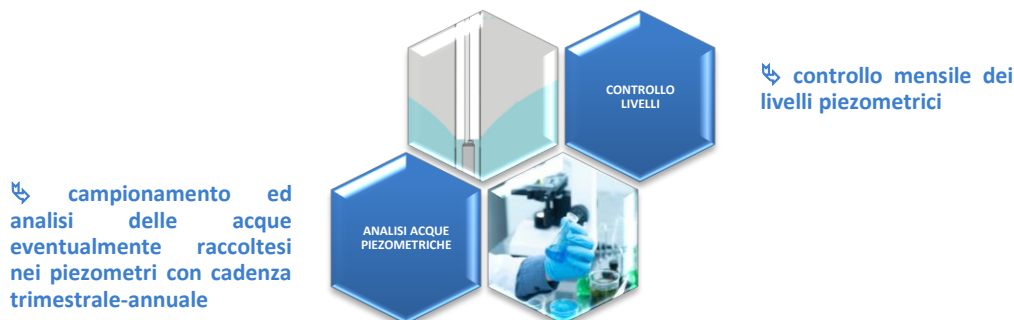 CONTROLLO
LIVELLI
↳ controllo mensile dei
livelli piezometrici
↳ campionamento ed
analisi delle acque
eventualmente raccoltesi
nei piezometri con cadenza
trimestrale-annuale
ANALISI ACQUE
PIEZOMETRICHE